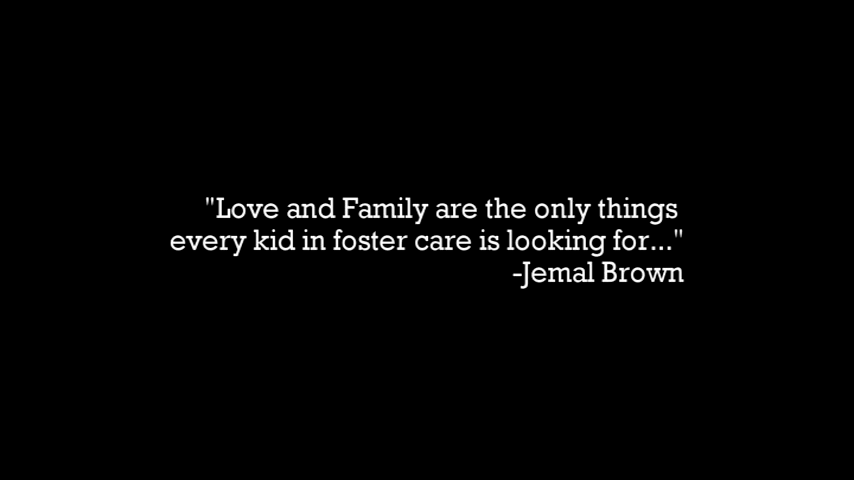 "Love and Family are the only things
every kid in foster care is looking for..."
-Jemal Brown